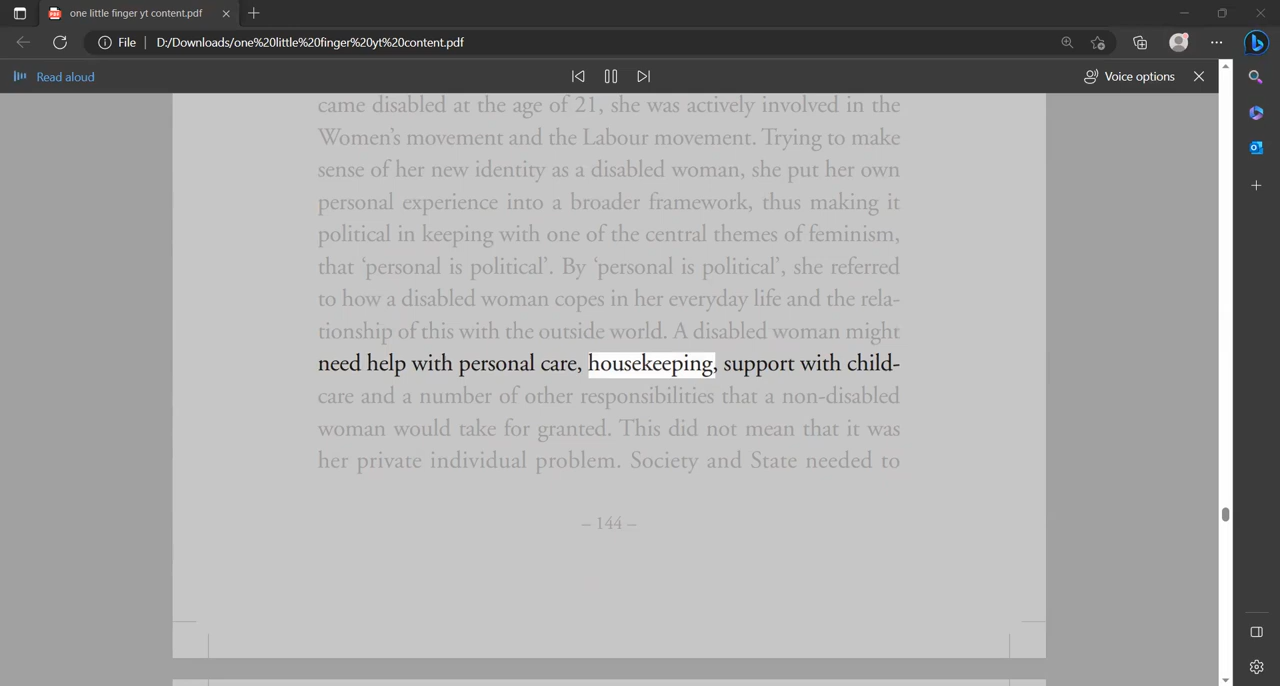 one little finger yt content.pdf
File
D:/Downloads/one%20little%20finger%20yt%20content.pdf
Read aloud
Voice options
came disabled at the age of 21, she was actively involved in the
Women's movement and the Labour movement. Trying to make
sense of her new identity as a disabled woman, she put her own
personal experience into a broader framework, thus making it
political in keeping with one of the central themes of feminism,
that ‘personal is political’. By ‘personal is political’, she referred
to how a disabled woman copes in her everyday life and the rela-
tionship of this with the outside world. A disabled woman might
need help with personal care, housekeeping, support with child-
care and a number of other responsibilities that a non-disabled
woman would take for granted. This did not mean that it was
her private individual problem. Society and State needed to
– 144 –